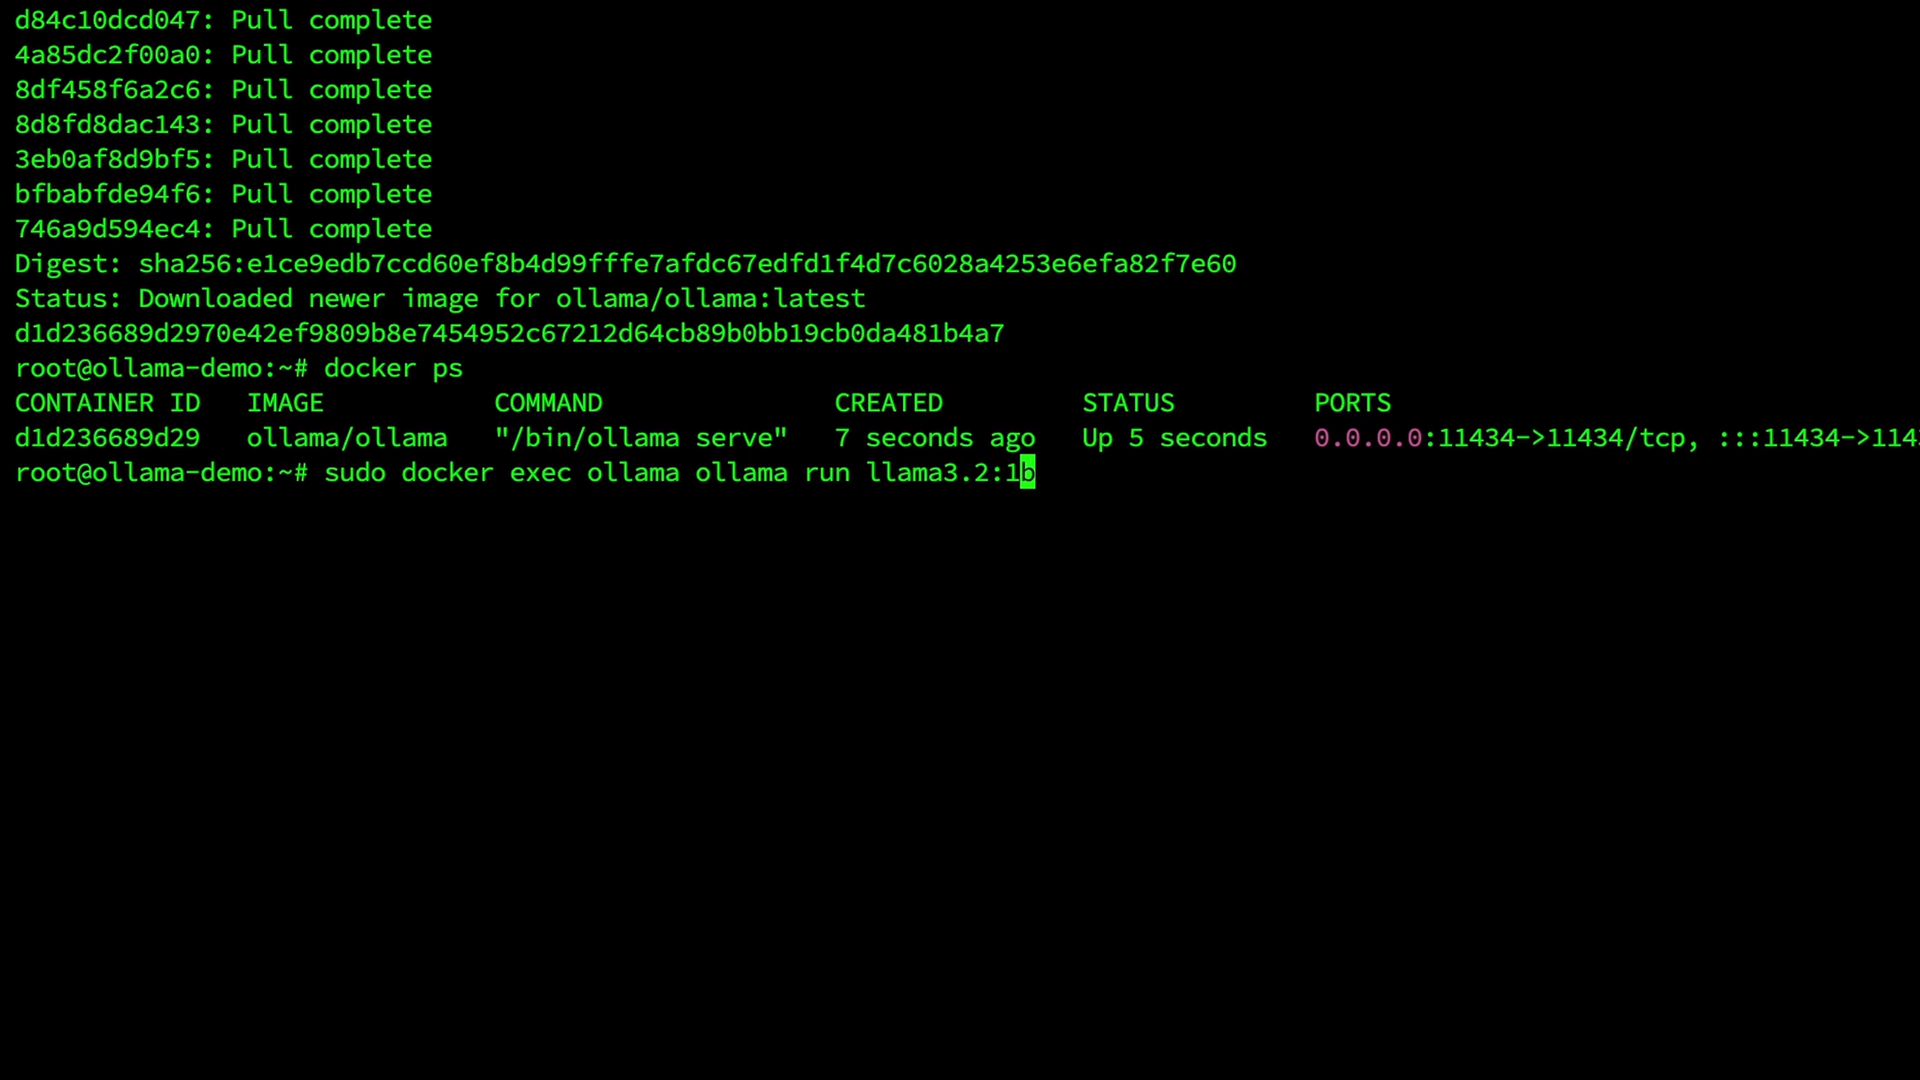 d84c10dcd047: Pull complete
4a85dc2f00a0: Pull complete
8df458f6a2c6: Pull complete
8d8fd8dac143: Pull complete
3eb0af8d9bf5: Pull complete
bfbabfde94f6: Pull complete
746a9d594ec4: Pull complete
Digest: sha256:e1ce9edb7ccd60ef8b4d99fffe7afdc67edfd1f4d7c6028a4253e6efa82f7e60
Status: Downloaded newer image for ollama/ollama:latest
d1d236689d2970e42ef9809b8e7454952c67212d64cb89b0bb19cb0da481b4a7
root@ollama-demo:~# docker ps
CONTAINER ID   IMAGE           COMMAND               CREATED         STATUS         PORTS
d1d236689d29   ollama/ollama   "/bin/ollama serve"   7 seconds ago   Up 5 seconds   0.0.0.0:11434->11434/tcp, :::11434->114
root@ollama-demo:~# sudo docker exec ollama ollama run llama3.2:1b